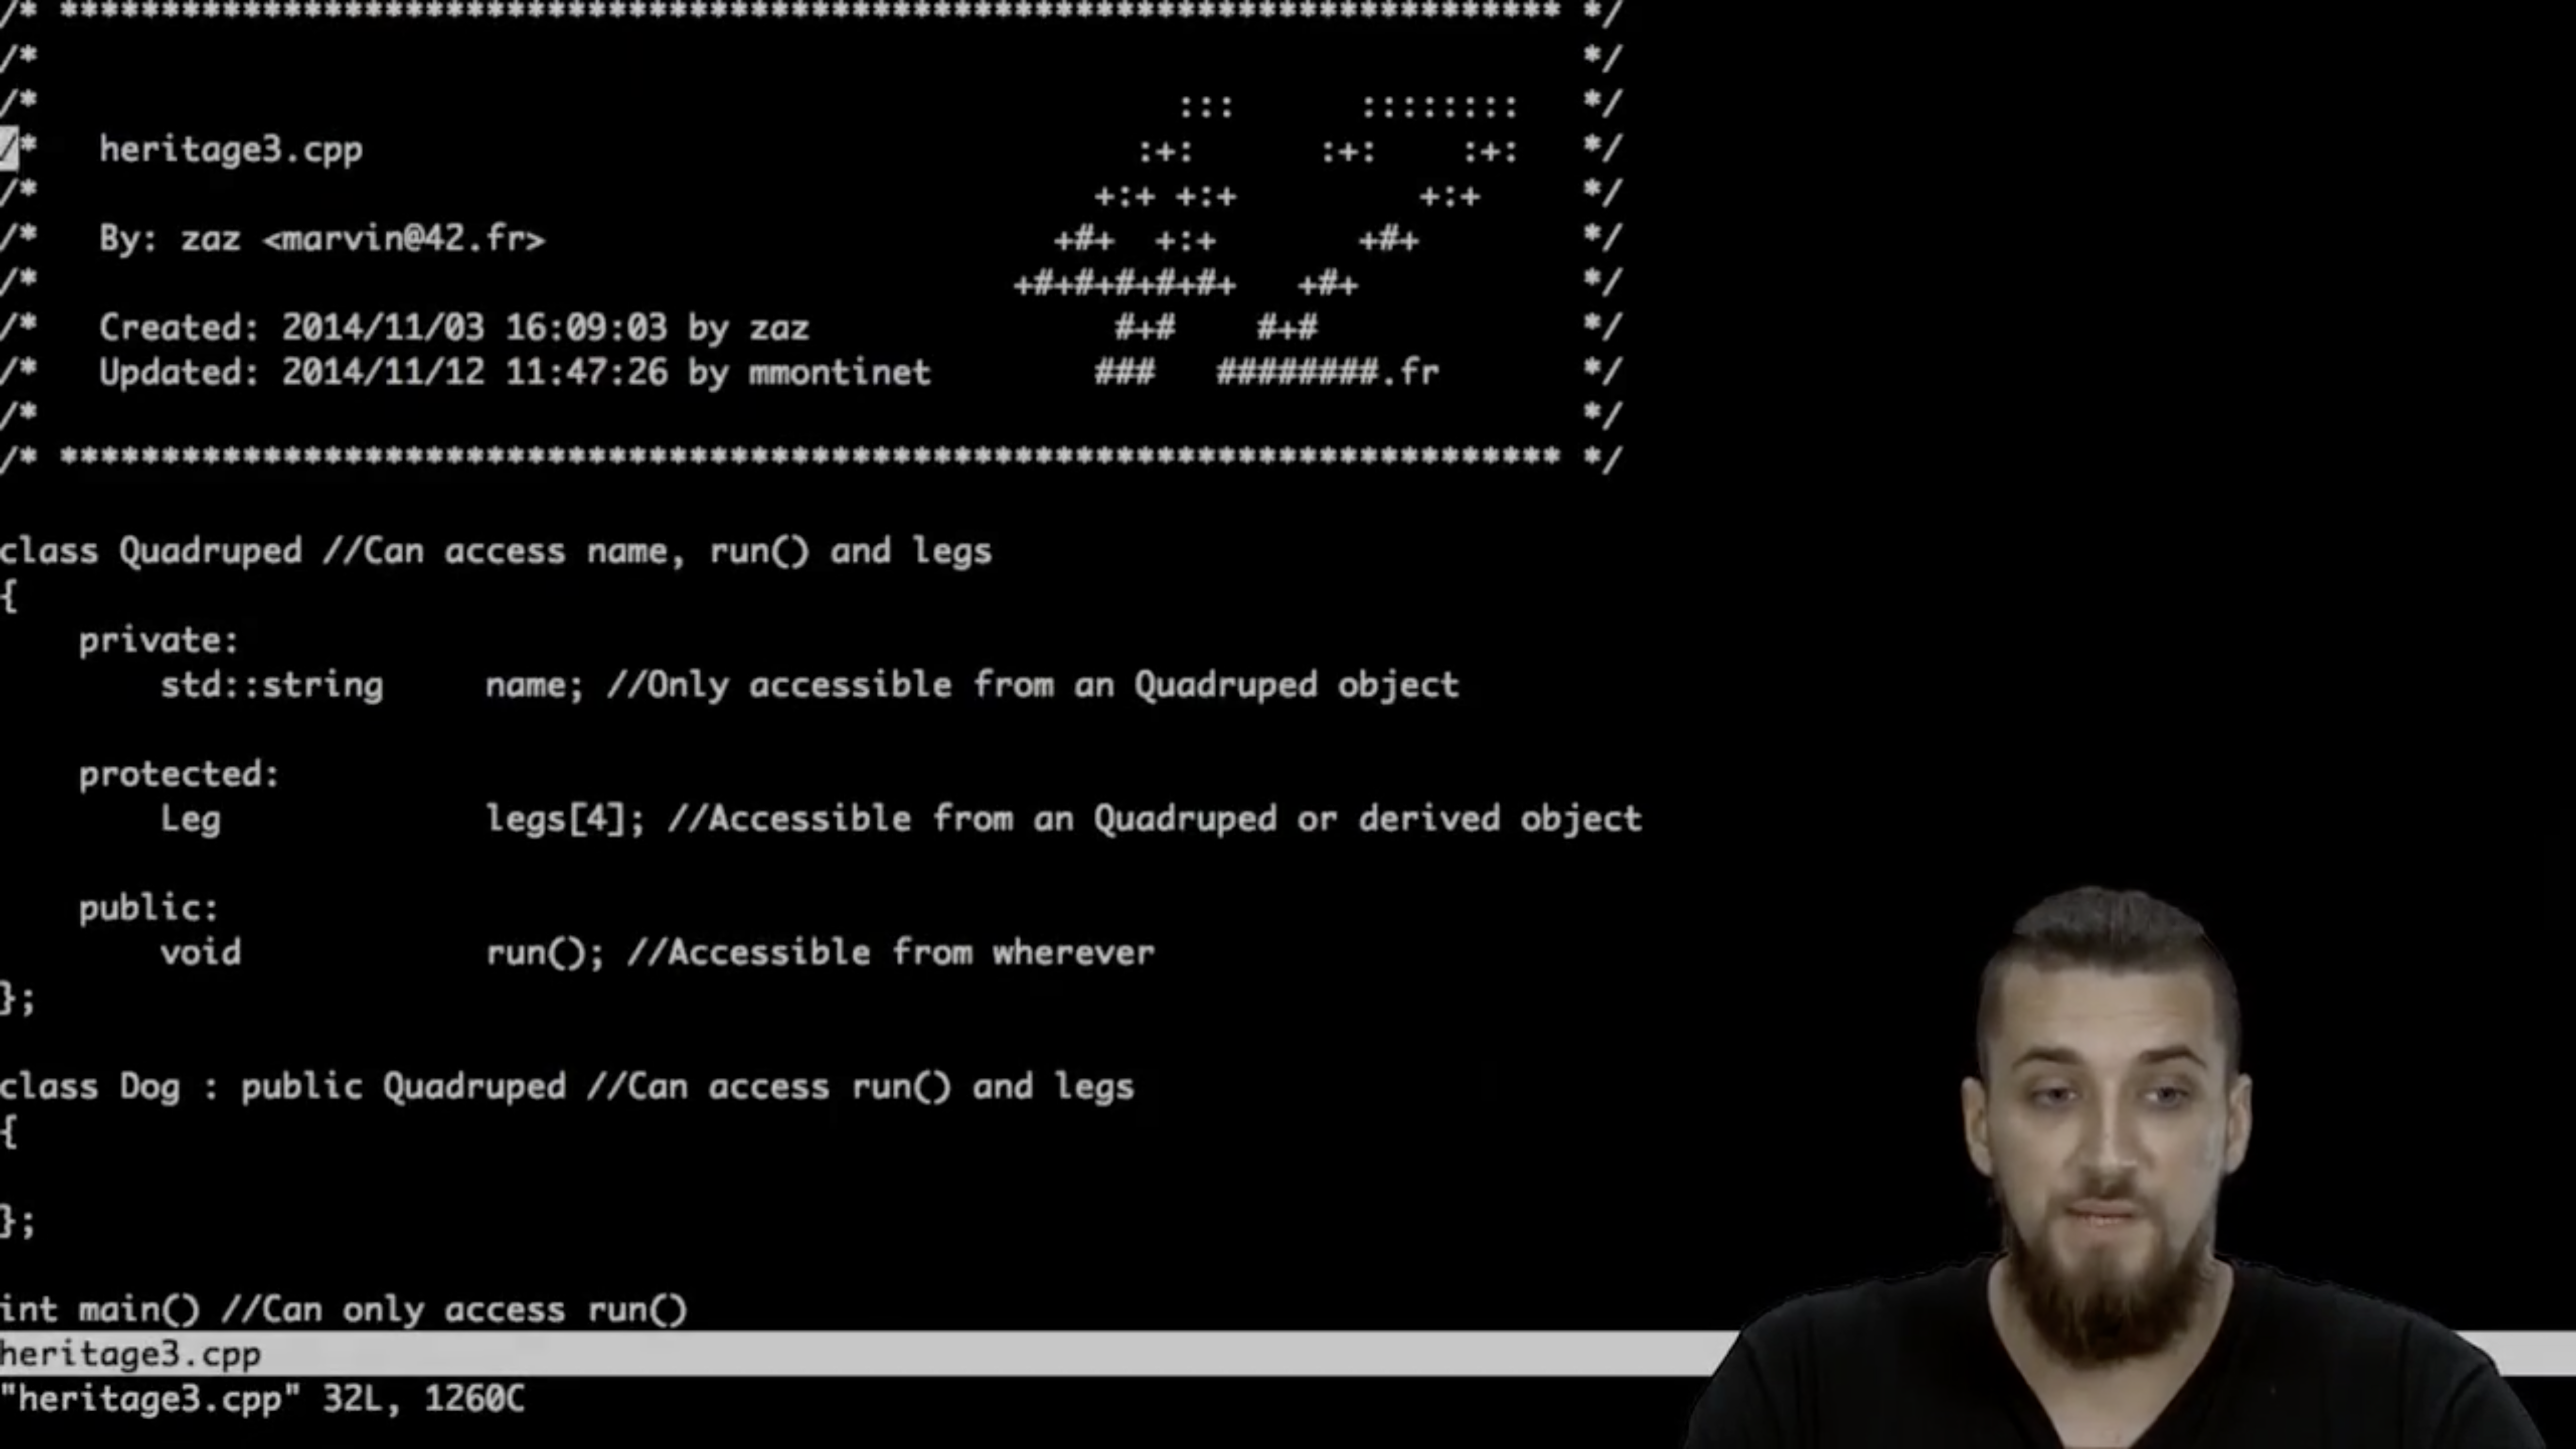 /* ************************************************************************** */
/*                                                                            */
/*                                                        :::      ::::::::   */
/*   heritage3.cpp                                      :+:      :+:    :+:   */
/*                                                    +:+ +:+         +:+     */
/*   By: zaz <marvin@42.fr>                         +#+  +:+       +#+        */
/*                                                +#+#+#+#+#+   +#+           */
/*   Created: 2014/11/03 16:09:03 by zaz               #+#    #+#             */
/*   Updated: 2014/11/12 11:47:26 by mmontinet        ###   ########.fr       */
/*                                                                            */
/* ************************************************************************** */
class Quadruped //Can access name, run() and legs
{
    private:
        std::string     name; //Only accessible from an Quadruped object
    protected:
        Leg             legs[4]; //Accessible from an Quadruped or derived object
    public:
        void            run(); //Accessible from wherever
};
class Dog : public Quadruped //Can access run() and legs
{
};
int main() //Can only access run()
heritage3.cpp
"heritage3.cpp" 32L, 1260C